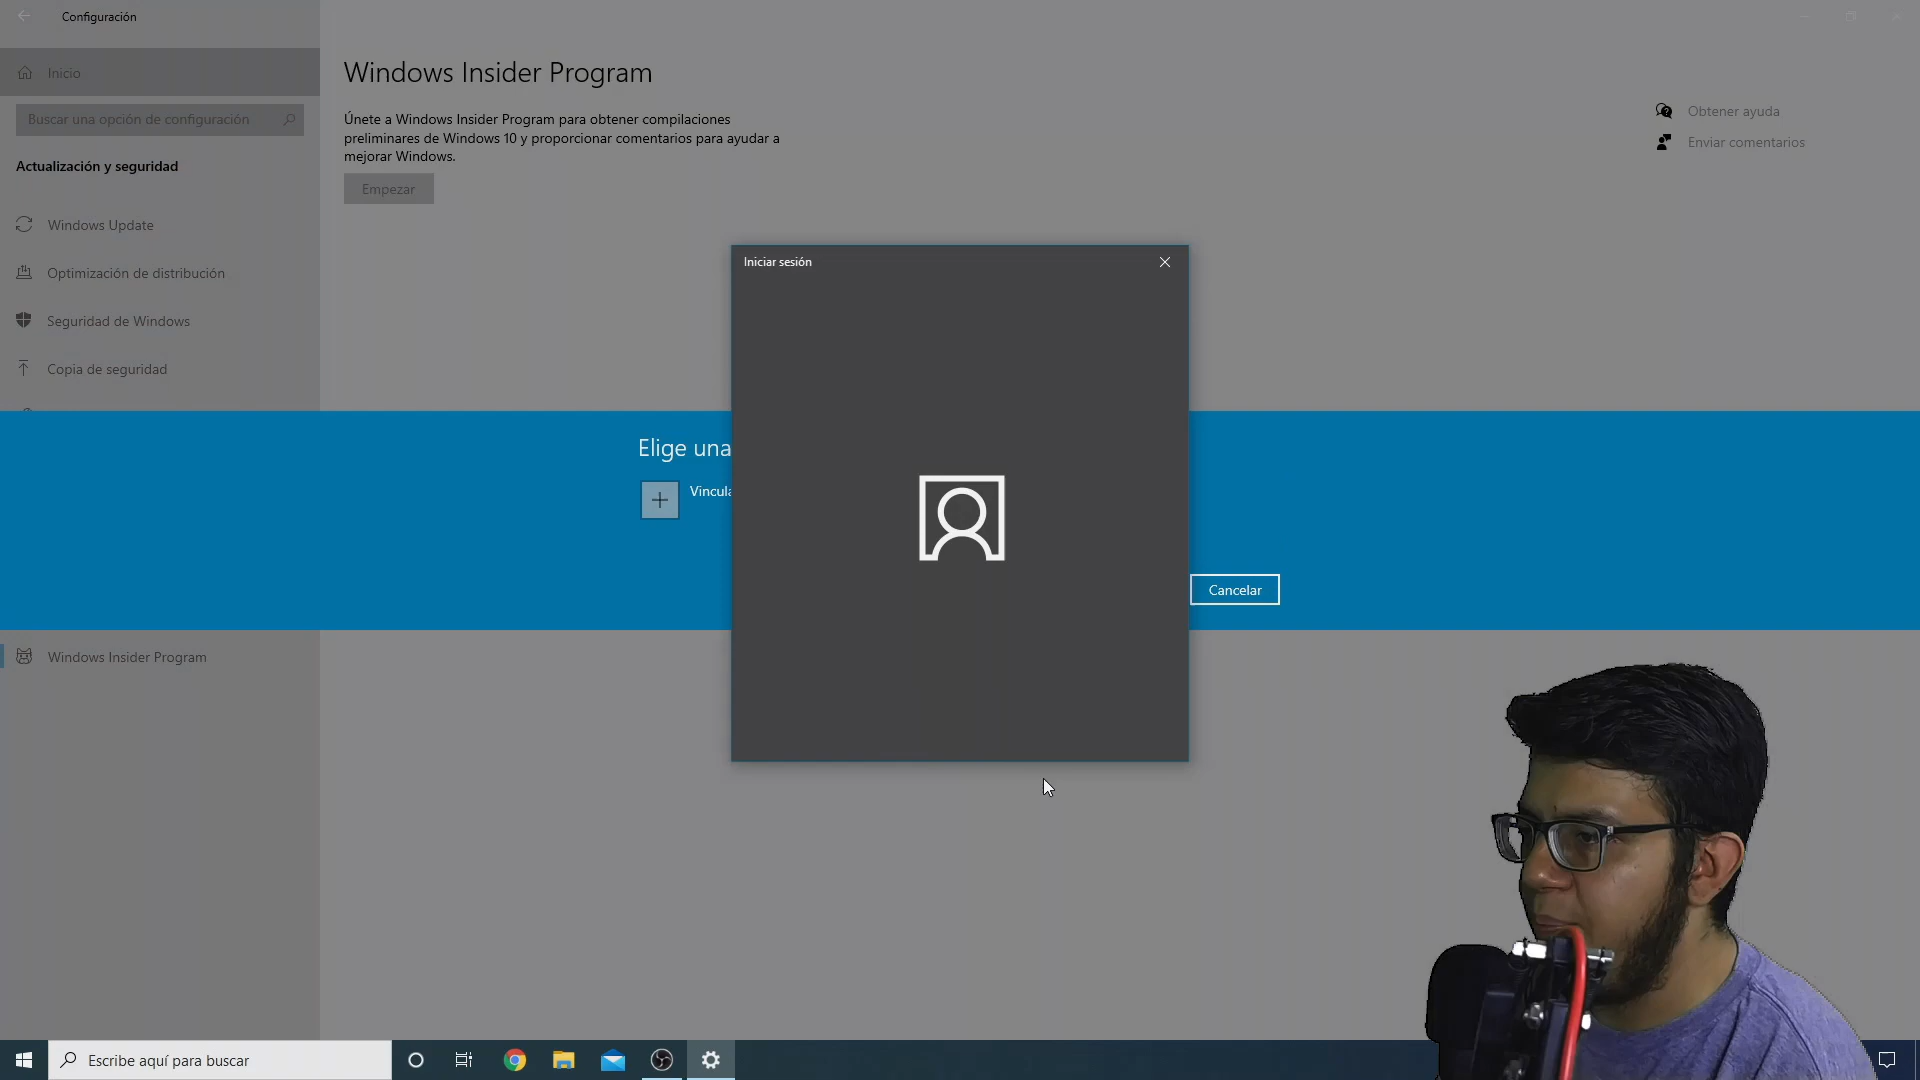 Configuración
Inicio
Buscar una opción de configuración
Actualización y seguridad
Windows Update
Optimización de distribución
Seguridad de Windows
Copia de seguridad
Windows Insider Program
Windows Insider Program
Únete a Windows Insider Program para obtener compilaciones
preliminares de Windows 10 y proporcionar comentarios para ayudar a
mejorar Windows.
Empezar
Obtener ayuda
Enviar comentarios
Iniciar sesión
Elige una
Vincula
Cancelar
Escribe aquí para buscar